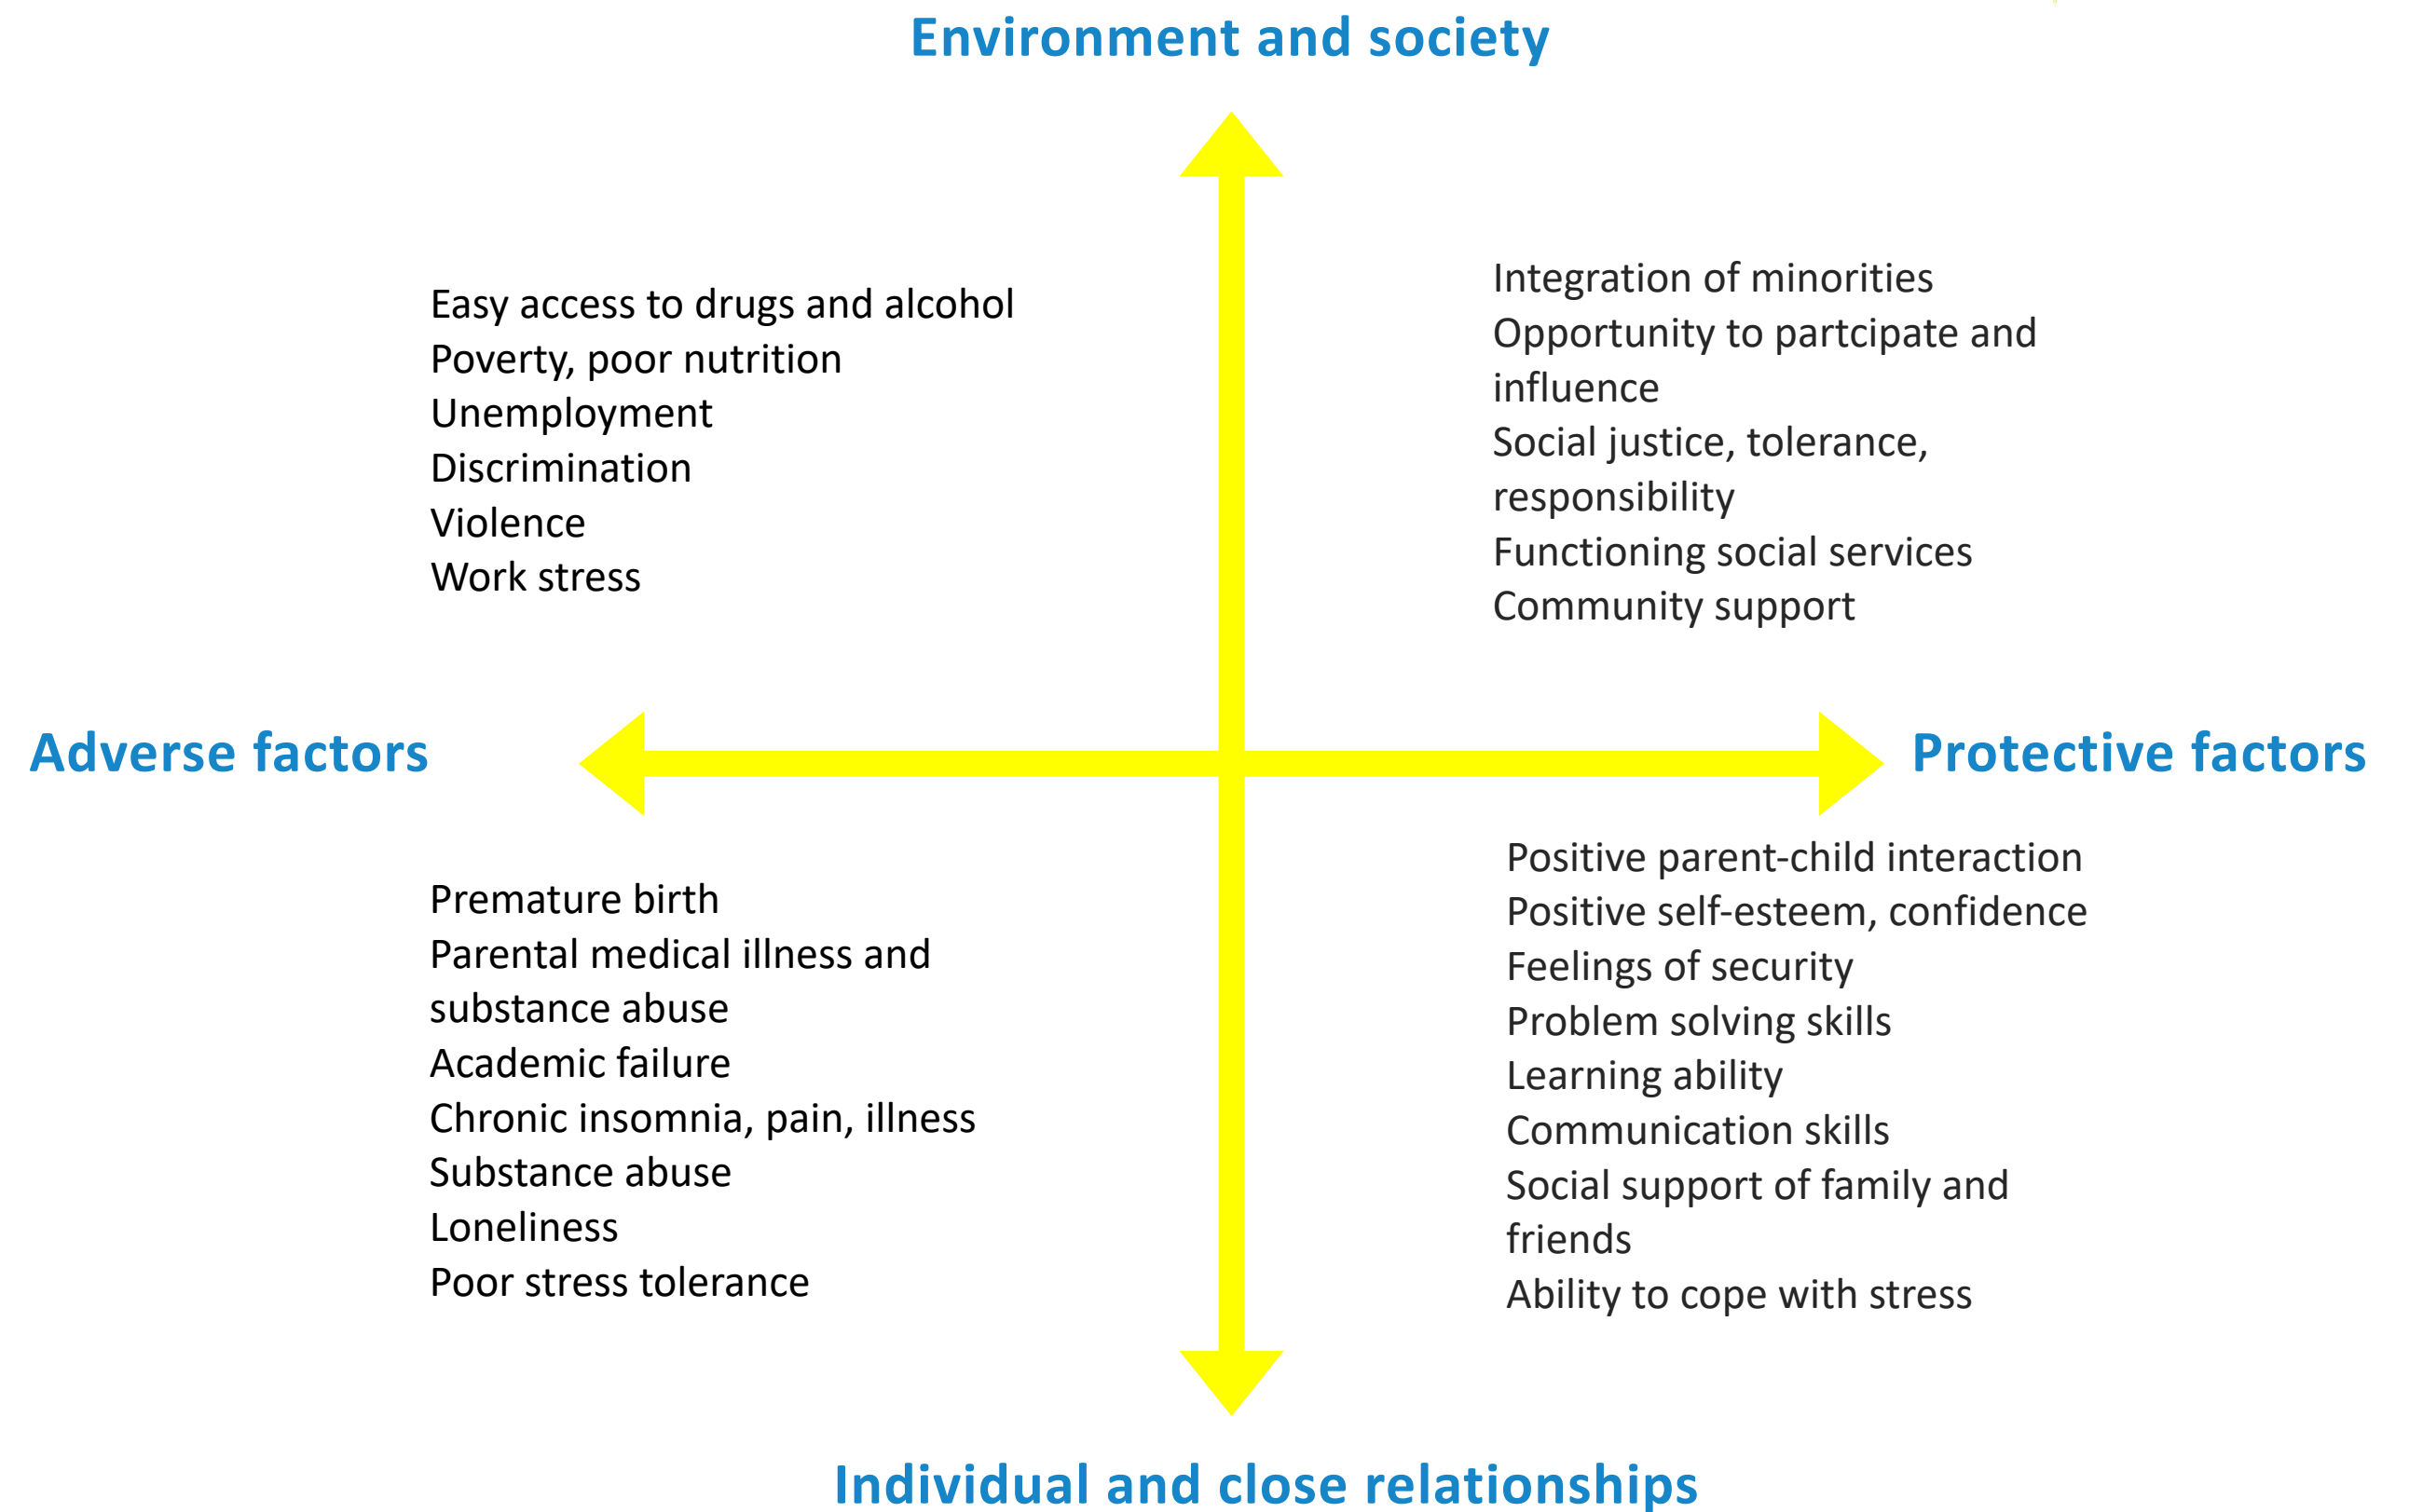 Environment and society
Easy access to drugs and alcohol
Poverty, poor nutrition
Unemployment
Discrimination
Violence
Work stress
Integration of minorities
Opportunity to partcipate and
influence
Social justice, tolerance,
responsibility
Functioning social services
Community support
Adverse factors
Protective factors
Premature birth
Parental medical illness and
substance abuse
Academic failure
Chronic insomnia, pain, illness
Substance abuse
Loneliness
Poor stress tolerance
Positive parent-child interaction
Positive self-esteem, confidence
Feelings of security
Problem solving skills
Learning ability
Communication skills
Social support of family and
friends
Ability to cope with stress
Individual and close relationships